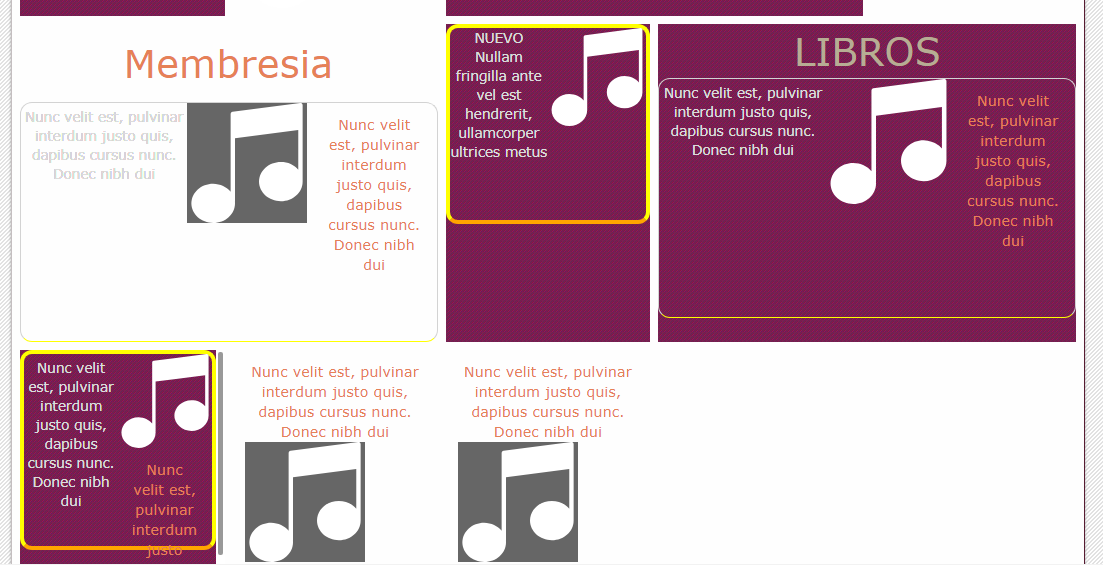 Membresia
Nunc velit est, pulvinar
interdum justo quis,
dapibus cursus nunc.
Donec nibh dui
Nunc velit
est, pulvinar
interdum
justo quis,
dapibus
cursus nunc.
Donec nibh
dui
NUEVO
Nullam
fringilla ante
vel est
hendrerit,
ullamcorper
ultrices metus
LIBROS
Nunc velit est, pulvinar
interdum justo quis,
dapibus cursus nunc.
Donec nibh dui
Nunc velit
est, pulvinar
interdum
justo quis,
dapibus
cursus nunc.
Donec nibh
dui
Nunc velit
est, pulvinar
interdum
justo quis,
dapibus
cursus nunc.
Donec nibh
dui
Nunc
velit est,
pulvinar
interdum
justo
Nunc velit est, pulvinar
interdum justo quis,
dapibus cursus nunc.
Donec nibh dui
Nunc velit est, pulvinar
interdum justo quis,
dapibus cursus nunc.
Donec nibh dui